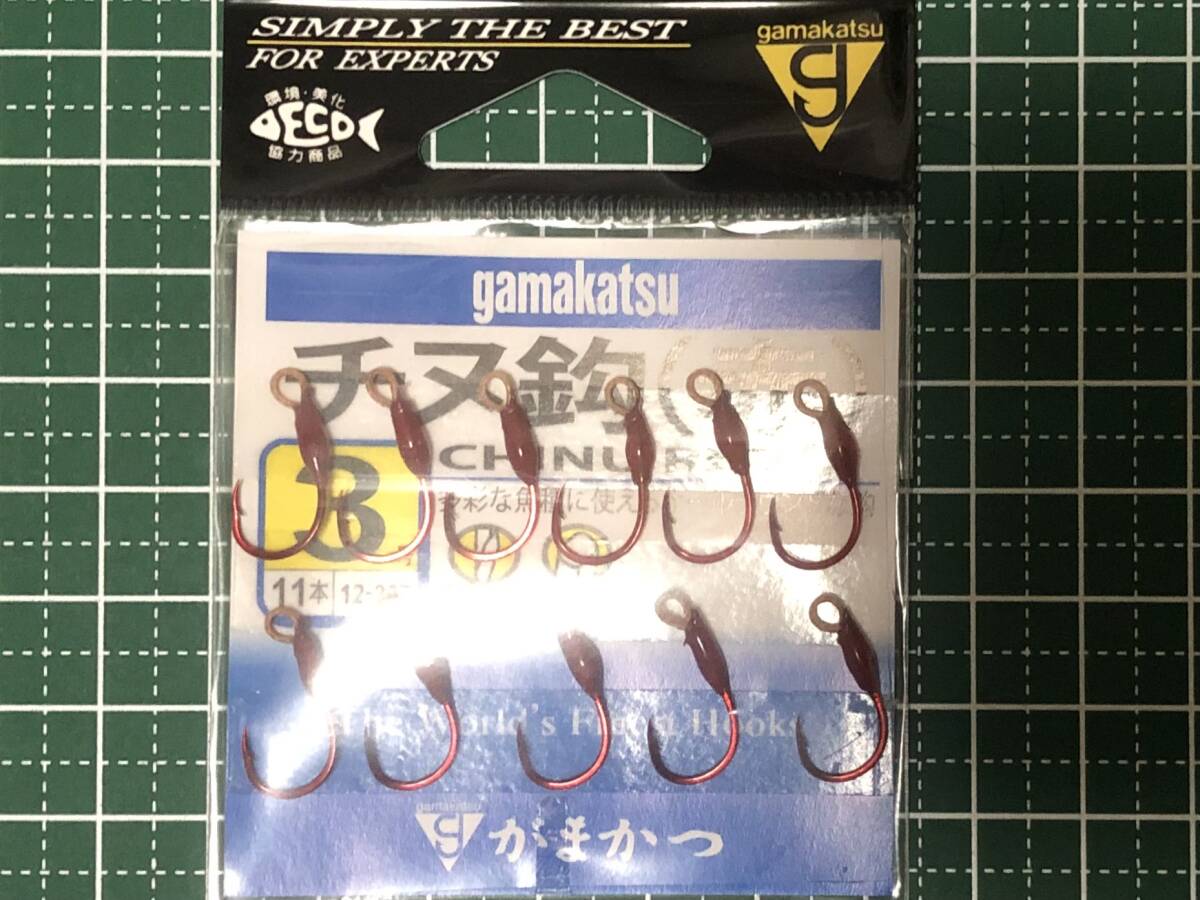 SIMPLY THE BEST
FOR EXPERTS
gamakatsu
環境・美化
ECO
協力商品
gamakatsu
チヌ鈎
CHINU
3
多彩な魚種に使える
11本
The World's Finest Hooks
gamakatsu
がまかつ